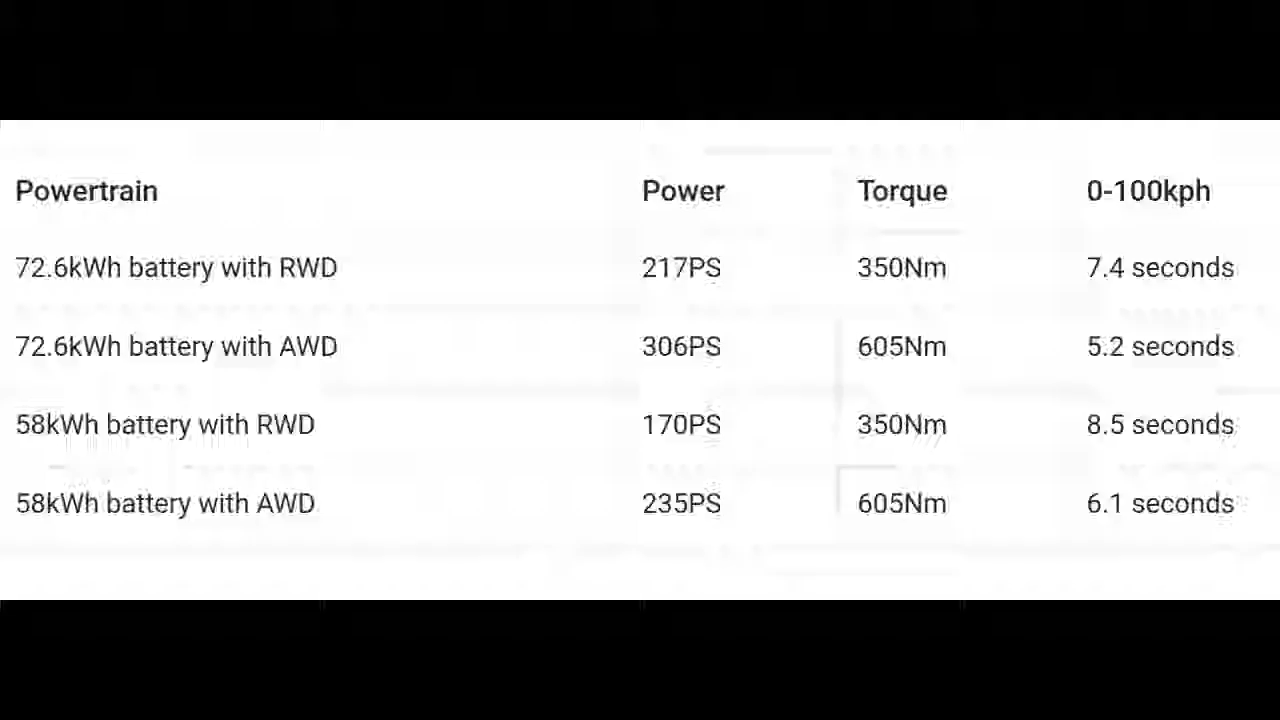 Powertrain Power Torque 0-100kph
72.6kWh battery with RWD 217PS 350Nm 7.4 seconds
72.6kWh battery with AWD 306PS 605Nm 5.2 seconds
58kWh battery with RWD 170PS 350Nm 8.5 seconds
58kWh battery with AWD 235PS 605Nm 6.1 seconds